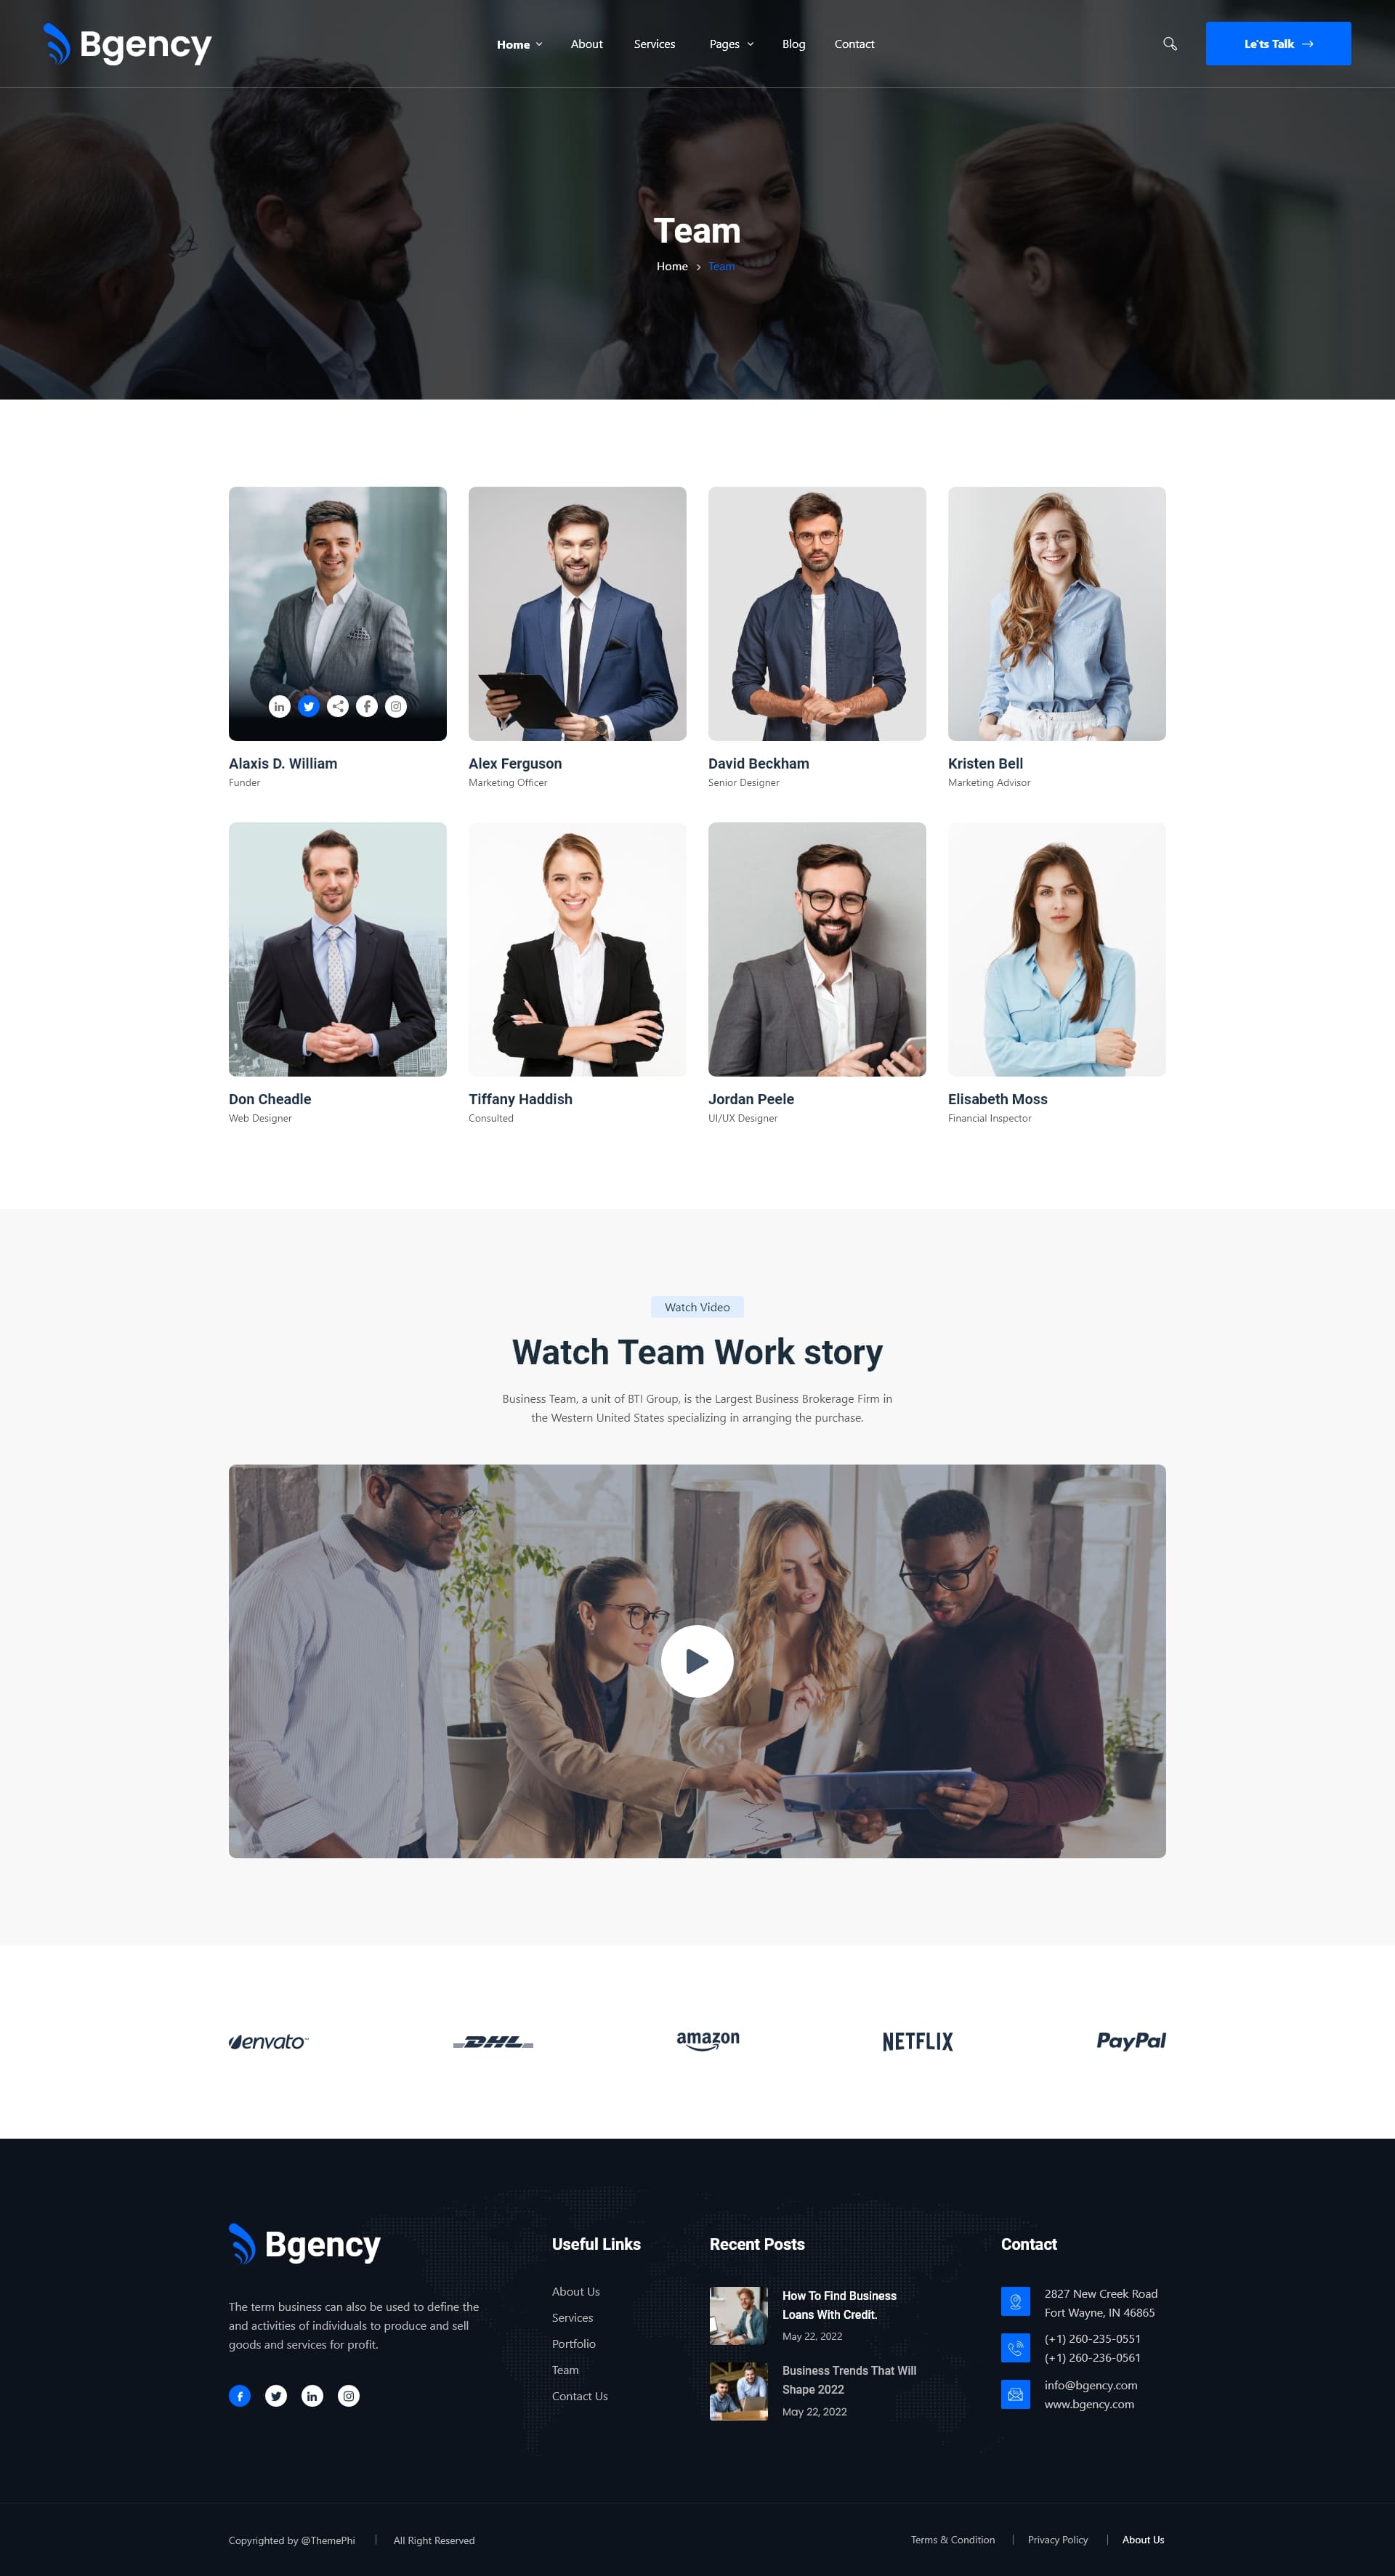 Bgency
Home
About
Services
Pages
Blog
Contact
Le'ts Talk
Team
Home > Team
Alaxis D. William
Funder
Alex Ferguson
Marketing Officer
David Beckham
Senior Designer
Kristen Bell
Marketing Advisor
Don Cheadle
Web Designer
Tiffany Haddish
Consulted
Jordan Peele
UI/UX Designer
Elisabeth Moss
Financial Inspector
Watch Video
Watch Team Work story
Business Team, a unit of BTI Group, is the Largest Business Brokerage Firm in
the Western United States specializing in arranging the purchase.
envato
DHL
amazon
NETFLIX
PayPal
Bgency
The term business can also be used to define the
and activities of individuals to produce and sell
goods and services for profit.
Useful Links
About Us
Services
Portfolio
Team
Contact Us
Recent Posts
How To Find Business
Loans With Credit.
May 22, 2022
Business Trends That Will
Shape 2022
May 22, 2022
Contact
2827 New Creek Road
Fort Wayne, IN 46865
(+1) 260-235-0551
(+1) 260-236-0561
info@bgency.com
www.bgency.com
Copyrighted by @ThemePhi | All Right Reserved
Terms & Condition | Privacy Policy | About Us